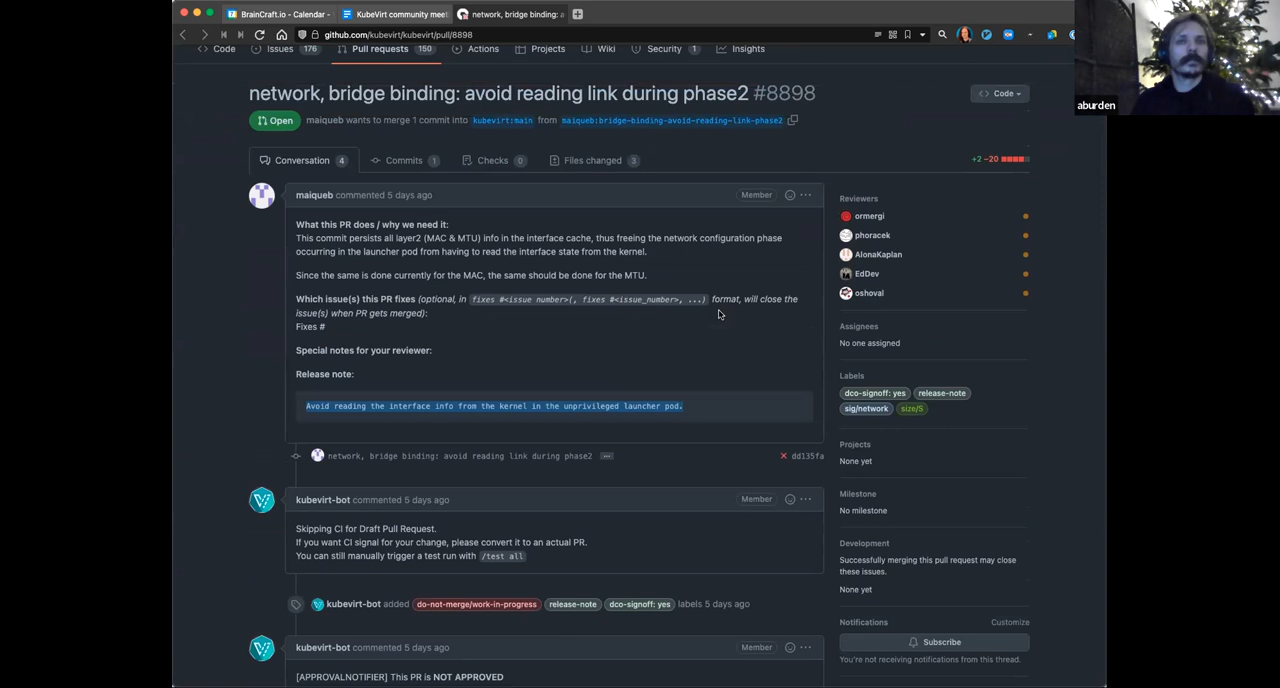 BrainCraft.io - Calendar -
KubeVirt community meet
network, bridge binding: a
github.com/kubevirt/kubevirt/pull/8898
Code
Issues 176
Pull requests 150
Actions
Projects
Wiki
Security 1
Insights
aburden
network, bridge binding: avoid reading link during phase2 #8898
Code
Open
maiqueb wants to merge 1 commit into kubevirt:main from maiqueb:bridge-binding-avoid-reading-link-phase2
Conversation 4
Commits 1
Checks 0
Files changed 3
+2 −20
maiqueb commented 5 days ago
Member
What this PR does / why we need it:
This commit persists all layer2 (MAC & MTU) info in the interface cache, thus freeing the network configuration phase
occurring in the launcher pod from having to read the interface state from the kernel.
Since the same is done currently for the MAC, the same should be done for the MTU.
Which issue(s) this PR fixes (optional, in fixes #<issue number>(, fixes #<issue_number>, ...) format, will close the
issue(s) when PR gets merged):
Fixes #
Special notes for your reviewer:
Release note:
Avoid reading the interface info from the kernel in the unprivileged launcher pod.
network, bridge binding: avoid reading link during phase2
dd135fa
kubevirt-bot commented 5 days ago
Member
Skipping CI for Draft Pull Request.
If you want CI signal for your change, please convert it to an actual PR.
You can still manually trigger a test run with /test all
kubevirt-bot added do-not-merge/work-in-progress release-note dco-signoff: yes labels 5 days ago
kubevirt-bot commented 5 days ago
Member
[APPROVALNOTIFIER] This PR is NOT APPROVED
Reviewers
ormergi
phoracek
AlonaKaplan
EdDev
oshoval
Assignees
No one assigned
Labels
dco-signoff: yes
release-note
sig/network
size/S
Projects
None yet
Milestone
No milestone
Development
Successfully merging this pull request may close
these issues.
None yet
Notifications
Customize
Subscribe
You're not receiving notifications from this thread.